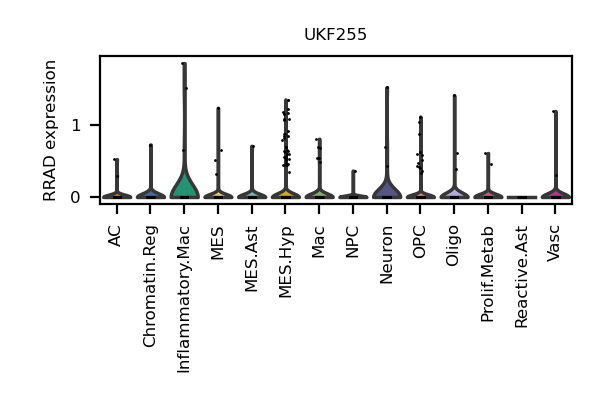 UKF255
RRAD expression
1
0
AC
Chromatin.Reg
Inflammatory.Mac
MES
MES.Ast
MES.Hyp
Mac
NPC
Neuron
OPC
Oligo
Prolif.Metab
Reactive.Ast
Vasc